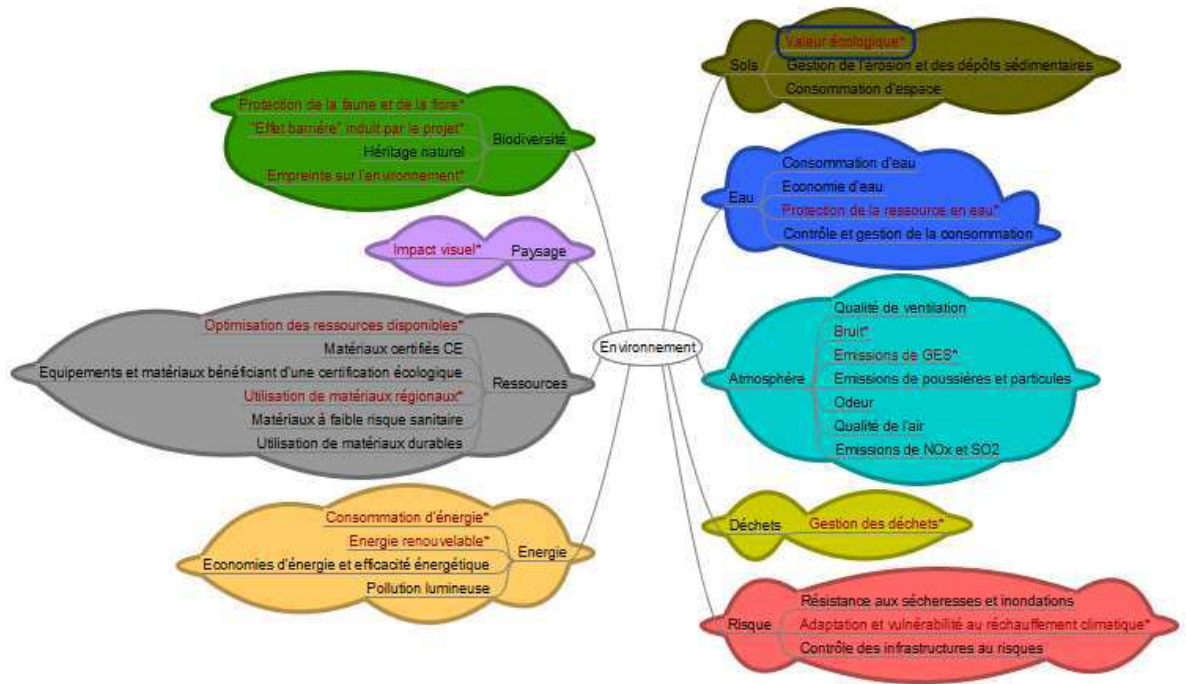 Environnement
Sols
Valeur écologique*
Gestion de l'érosion et des dépôts sédimentaires
Consommation d'espace
Eau
Consommation d'eau
Economie d'eau
Protection de la ressource en eau*
Contrôle et gestion de la consommation
Atmosphère
Qualité de ventilation
Bruit*
Emissions de GES*
Emissions de poussières et particules
Odeur
Qualité de l'air
Emissions de NOx et SO2
Déchets
Gestion des déchets*
Risque
Résistance aux sécheresses et inondations
Adaptation et vulnérabilité au réchauffement climatique*
Contrôle des infrastructures au risques
Biodiversité
Protection de la faune et de la flore*
"Effet barrière" induit par le projet*
Héritage naturel
Empreinte sur l'environnement*
Paysage
Impact visuel*
Ressources
Optimisation des ressources disponibles*
Matériaux certifiés CE
Equipements et matériaux bénéficiant d'une certification écologique
Utilisation de matériaux régionaux*
Matériaux à faible risque sanitaire
Utilisation de matériaux durables
Energie
Consommation d'énergie*
Energie renouvelable*
Economies d'énergie et efficacité énergétique
Pollution lumineuse